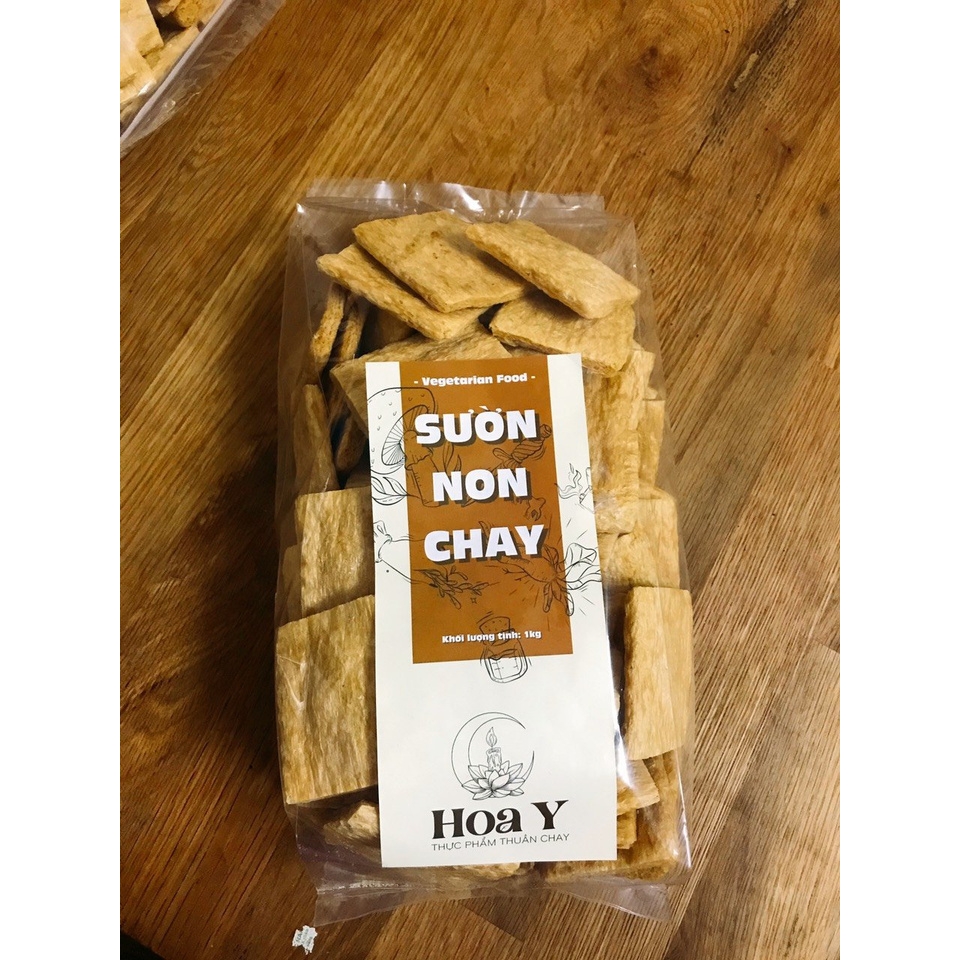 - Vegetarian Food -
SƯỜN
NON
CHAY
Khối lượng tịnh: 1kg
Hoa Y
THỰC PHẨM THUẦN CHAY